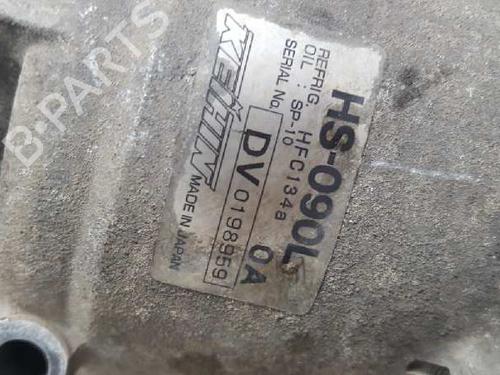 HS-090L 0A
REFRIG. HFC134a
OIL : SP-10
SERIAL No.
DV 0198959
KEIHIN MADE IN JAPAN
B-PARTS